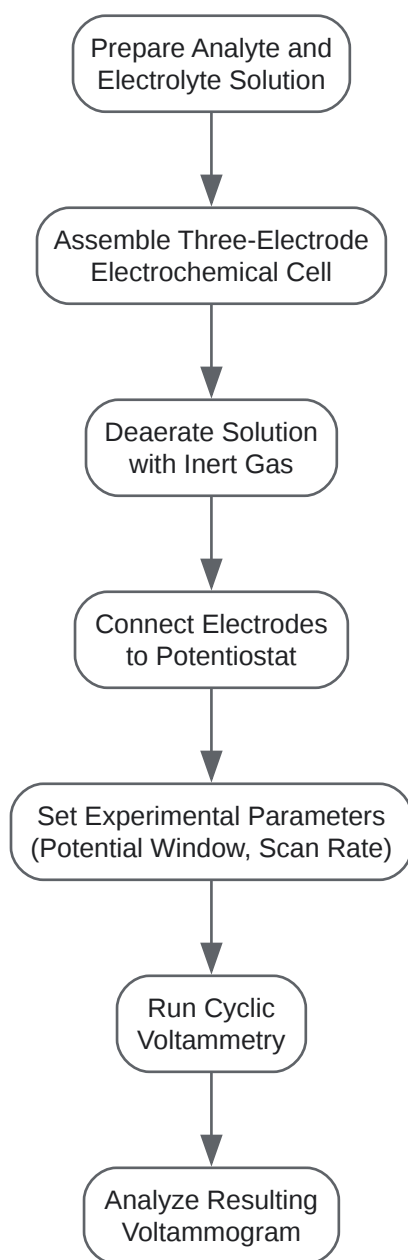 Prepare Analyte and
Electrolyte Solution
Assemble Three-Electrode
Electrochemical Cell
Deaerate Solution
with Inert Gas
Connect Electrodes
to Potentiostat
Set Experimental Parameters
(Potential Window, Scan Rate)
Run Cyclic
Voltammetry
Analyze Resulting
Voltammogram